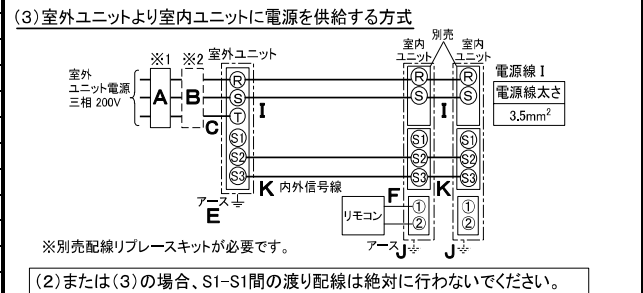 (3)室外ユニットより室内ユニットに電源を供給する方式
※1 ※2 室外ユニット
別売
室内
ユニット
室内
ユニット
室外
ユニット電源
三相 200V
A
B
C
R
S
T
S1
S2
S3
I
R
S
S1
S2
S3
I
R
S
S1
S2
S3
電源線 I
電源線太さ
3.5mm²
K 内外信号線
K
アース
E
リモコン
F
①
②
①
②
アース
J
J
※別売配線リプレースキットが必要です。
(2)または(3)の場合、S1-S1間の渡り配線は絶対に行わないでください。